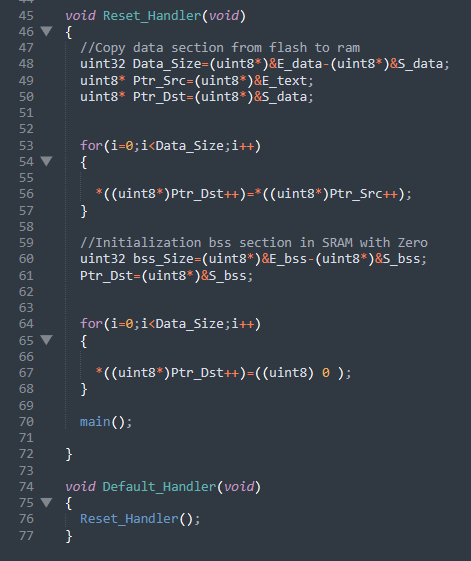 45 void Reset_Handler(void)
46 {
47 //Copy data section from flash to ram
48 uint32 Data_Size=(uint8*)&E_data-(uint8*)&S_data;
49 uint8* Ptr_Src=(uint8*)&E_text;
50 uint8* Ptr_Dst=(uint8*)&S_data;
51
52
53 for(i=0;i<Data_Size;i++)
54 {
55
56 *((uint8*)Ptr_Dst++)=*((uint8*)Ptr_Src++);
57 }
58
59 //Initialization bss section in SRAM with Zero
60 uint32 bss_Size=(uint8*)&E_bss-(uint8*)&S_bss;
61 Ptr_Dst=(uint8*)&S_bss;
62
63
64 for(i=0;i<Data_Size;i++)
65 {
66
67 *((uint8*)Ptr_Dst++)=((uint8) 0 );
68 }
69
70 main();
71
72 }
73
74 void Default_Handler(void)
75 {
76 Reset_Handler();
77 }